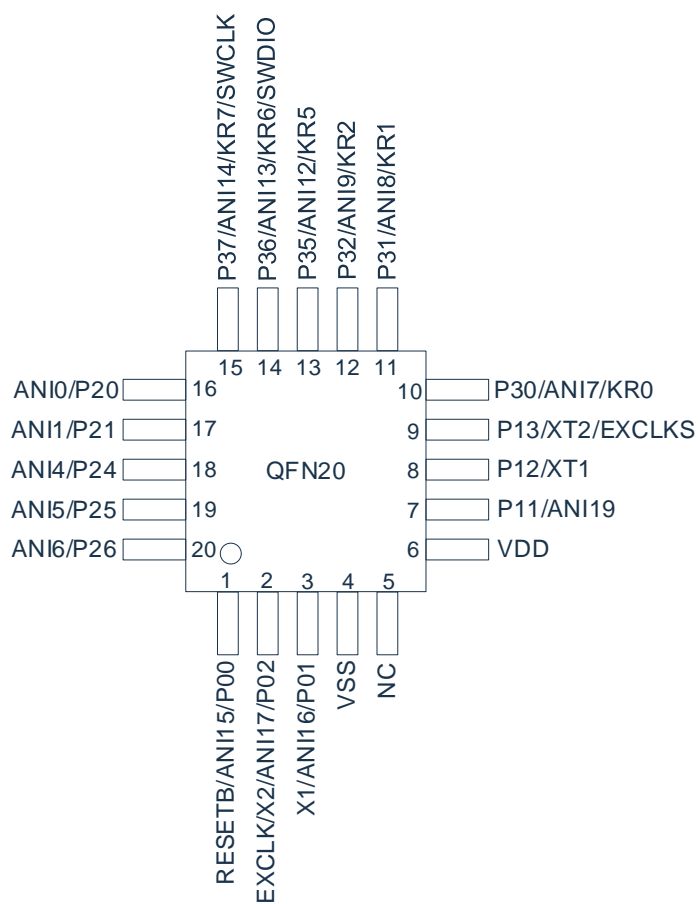 P37/ANI14/KR7/SWCLK
P36/ANI13/KR6/SWDIO
P35/ANI12/KR5
P32/ANI9/KR2
P31/ANI8/KR1
15
14
13
12
11
ANI0/P20
16
10
P30/ANI7/KR0
ANI1/P21
17
9
P13/XT2/EXCLKS
ANI4/P24
18
QFN20
8
P12/XT1
ANI5/P25
19
7
P11/ANI19
ANI6/P26
20
6
VDD
1
2
3
4
5
RESETB/ANI15/P00
EXCLK/X2/ANI17/P02
X1/ANI16/P01
VSS
NC